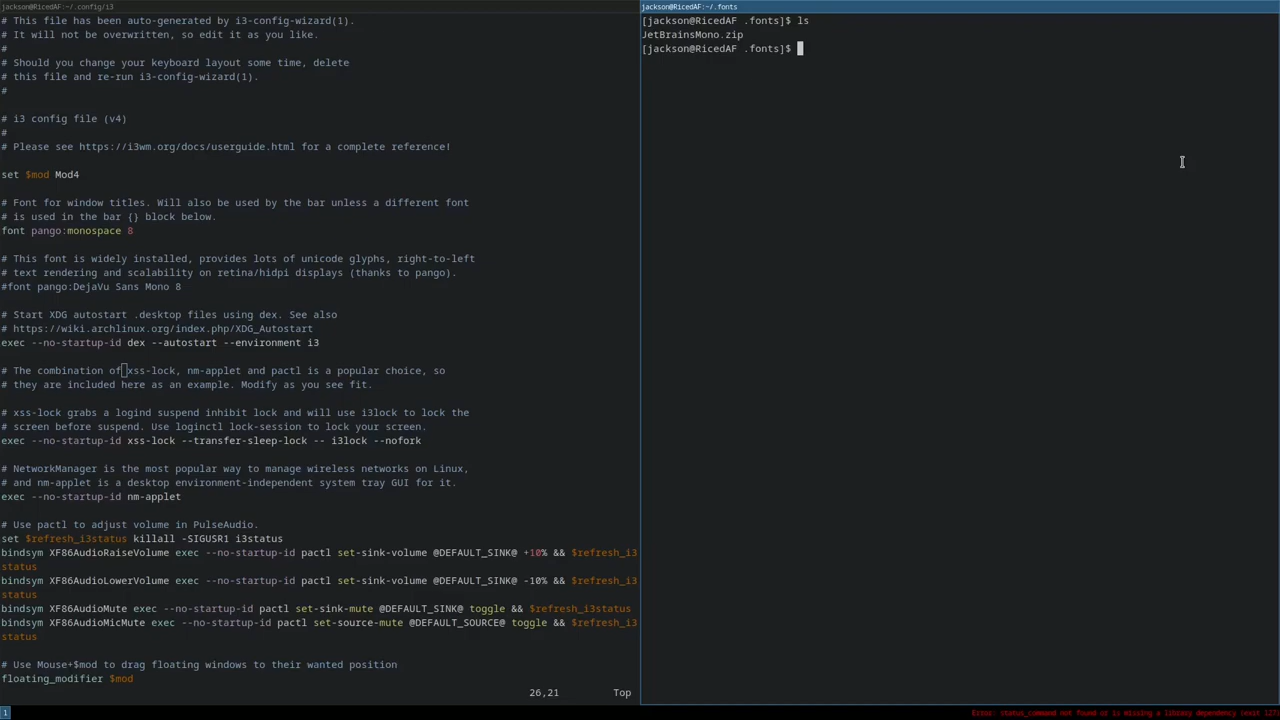 jackson@RicedAF:~/.config/i3
# This file has been auto-generated by i3-config-wizard(1).
# It will not be overwritten, so edit it as you like.
#
# Should you change your keyboard layout some time, delete
# this file and re-run i3-config-wizard(1).
#
# i3 config file (v4)
#
# Please see https://i3wm.org/docs/userguide.html for a complete reference!
set $mod Mod4
# Font for window titles. Will also be used by the bar unless a different font
# is used in the bar {} block below.
font pango:monospace 8
# This font is widely installed, provides lots of unicode glyphs, right-to-left
# text rendering and scalability on retina/hidpi displays (thanks to pango).
#font pango:DejaVu Sans Mono 8
# Start XDG autostart .desktop files using dex. See also
# https://wiki.archlinux.org/index.php/XDG_Autostart
exec --no-startup-id dex --autostart --environment i3
# The combination of xss-lock, nm-applet and pactl is a popular choice, so
# they are included here as an example. Modify as you see fit.
# xss-lock grabs a logind suspend inhibit lock and will use i3lock to lock the
# screen before suspend. Use loginctl lock-session to lock your screen.
exec --no-startup-id xss-lock --transfer-sleep-lock -- i3lock --nofork
# NetworkManager is the most popular way to manage wireless networks on Linux,
# and nm-applet is a desktop environment-independent system tray GUI for it.
exec --no-startup-id nm-applet
# Use pactl to adjust volume in PulseAudio.
set $refresh_i3status killall -SIGUSR1 i3status
bindsym XF86AudioRaiseVolume exec --no-startup-id pactl set-sink-volume @DEFAULT_SINK@ +10% && $refresh_i3
status
bindsym XF86AudioLowerVolume exec --no-startup-id pactl set-sink-volume @DEFAULT_SINK@ -10% && $refresh_i3
status
bindsym XF86AudioMute exec --no-startup-id pactl set-sink-mute @DEFAULT_SINK@ toggle && $refresh_i3status
bindsym XF86AudioMicMute exec --no-startup-id pactl set-source-mute @DEFAULT_SOURCE@ toggle && $refresh_i3
status
# Use Mouse+$mod to drag floating windows to their wanted position
floating_modifier $mod
26,21 Top
jackson@RicedAF:~/.fonts
[jackson@RicedAF .fonts]$ ls
JetBrainsMono.zip
[jackson@RicedAF .fonts]$
1
Error: status_command not found or is missing a library dependency (exit 127